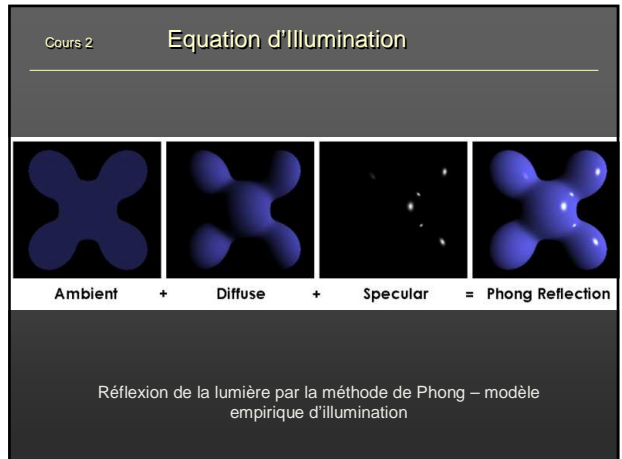 Cours 2 Equation d'Illumination
Ambient + Diffuse + Specular = Phong Reflection
Réflexion de la lumière par la méthode de Phong – modèle
empirique d'illumination